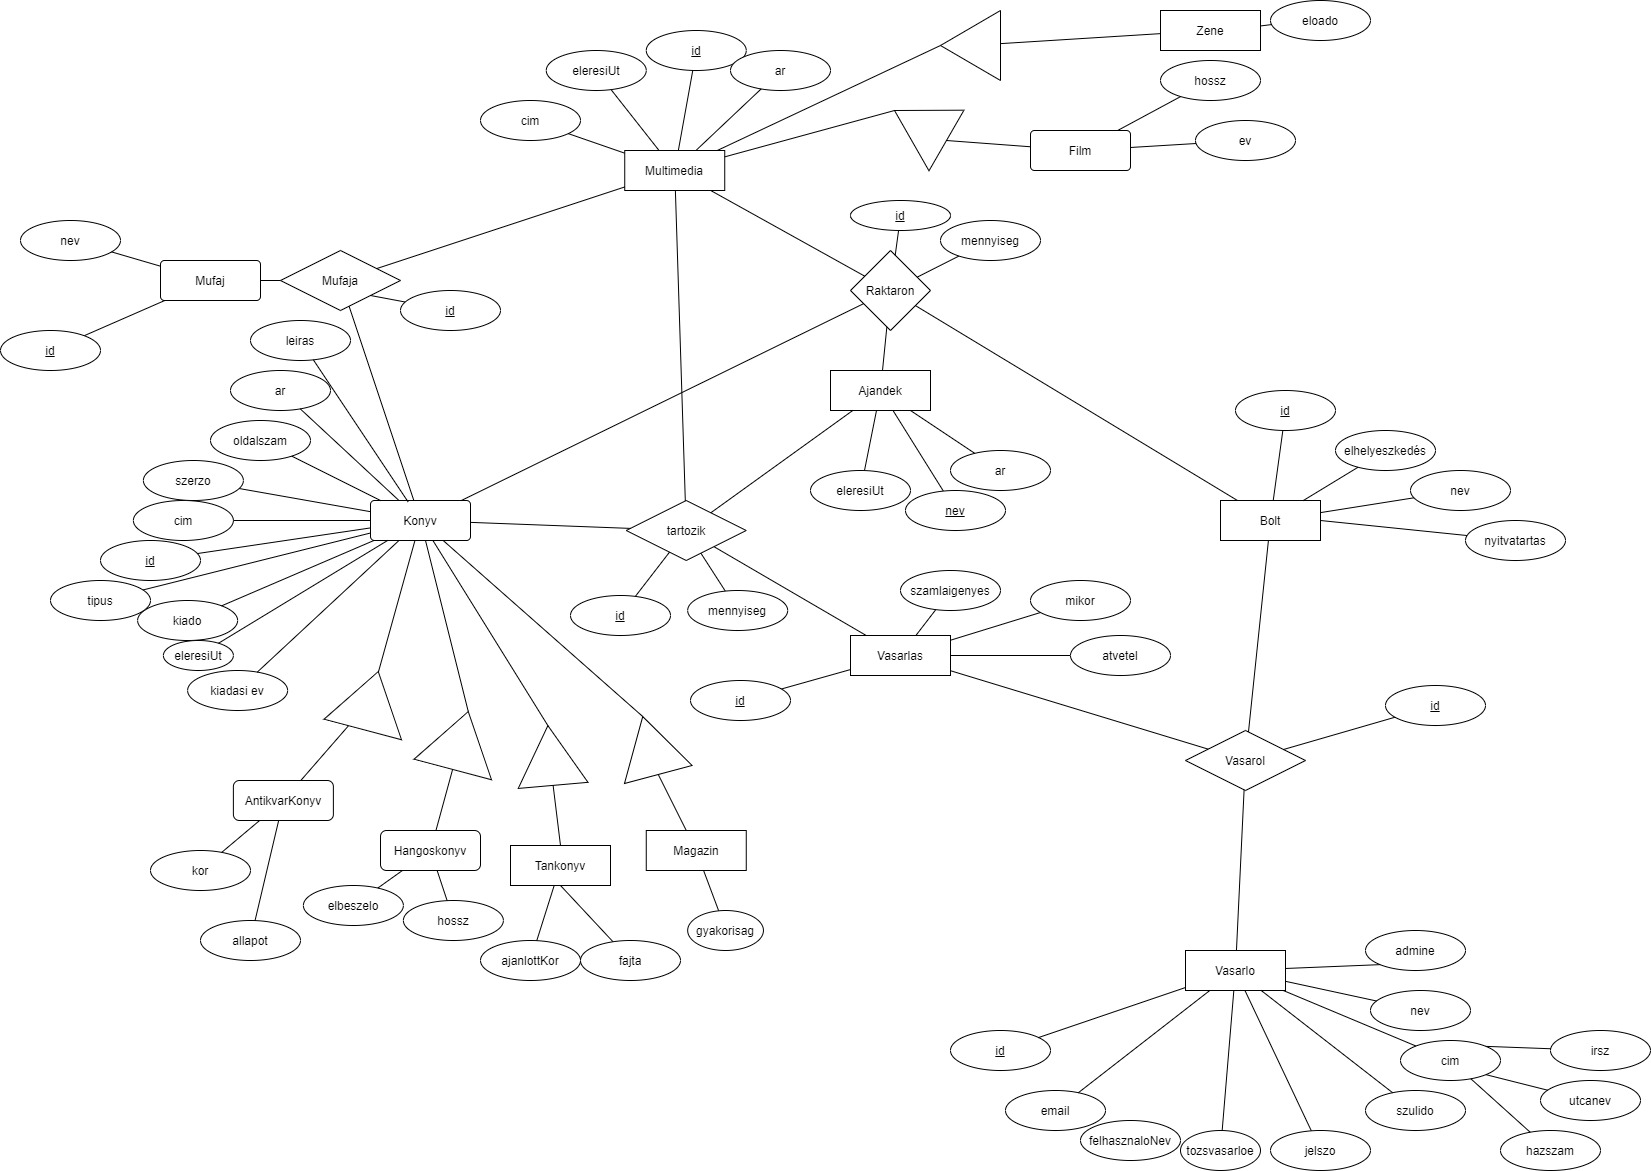 Zene
eloado
id
eleresiUt
ar
hossz
cim
ev
Film
Multimedia
id
nev
mennyiseg
Mufaj
Mufaja
Raktaron
id
leiras
id
ar
Ajandek
id
oldalszam
elhelyeszkedés
szerzo
ar
eleresiUt
nev
cim
nev
Konyv
tartozik
Bolt
nyitvatartas
id
tipus
szamlaigenyes
mikor
kiado
id
mennyiseg
eleresiUt
Vasarlas
atvetel
kiadasi ev
id
id
Vasarol
AntikvarKonyv
Hangoskonyv
Magazin
Tankonyv
kor
elbeszelo
hossz
gyakorisag
allapot
ajanlottKor
fajta
admine
Vasarlo
nev
id
cim
irsz
email
szulido
utcanev
felhasznaloNev
tozsvasarloe
jelszo
hazszam